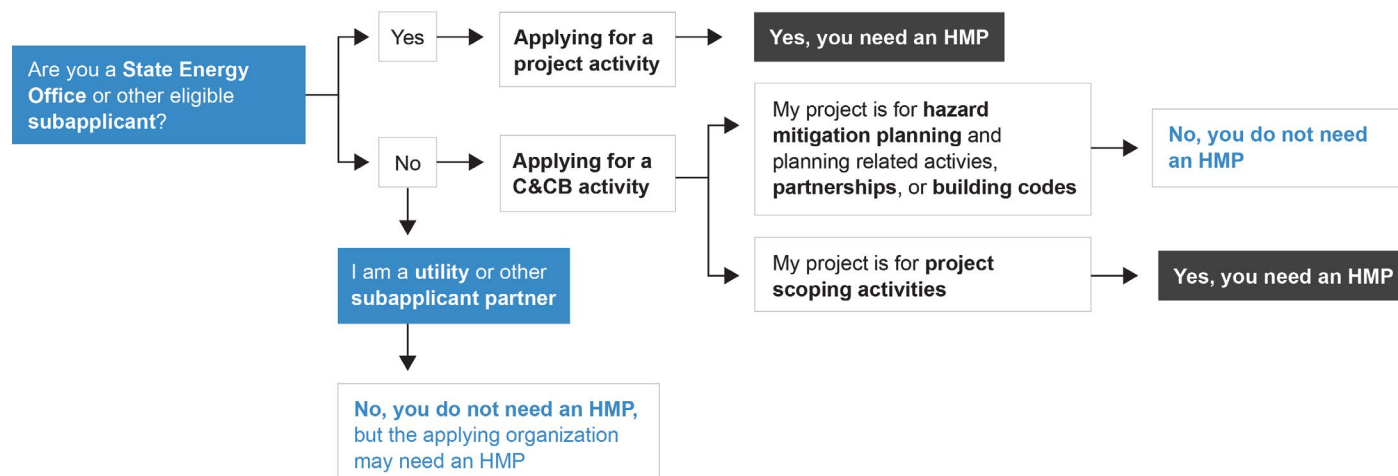 Are you a State Energy
Office or other eligible
subapplicant?
Yes
Applying for a
project activity
Yes, you need an HMP
No
Applying for a
C&CB activity
My project is for hazard
mitigation planning and
planning related activies,
partnerships, or building codes
No, you do not need
an HMP
My project is for project
scoping activities
Yes, you need an HMP
I am a utility or other
subapplicant partner
No, you do not need an HMP,
but the applying organization
may need an HMP